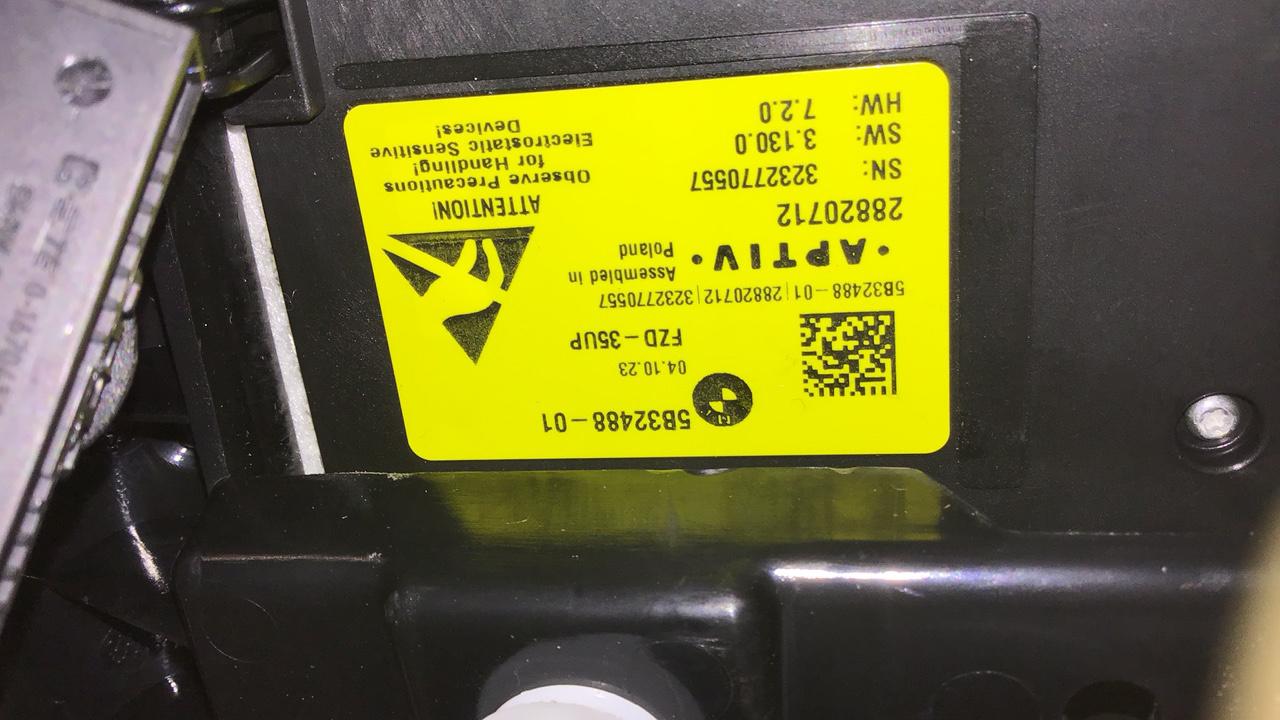 5B32488-01
04.10.23
FZD-35UP
5B32488-01|28820712|3232770557
•APTIV•
Assembled in
Poland
28820712
SN: 3232770557
SW: 3.130.0
HW: 7.2.0
ATTENTION!
Observe Precautions
for Handling!
Electrostatic Sensitive
Devices!